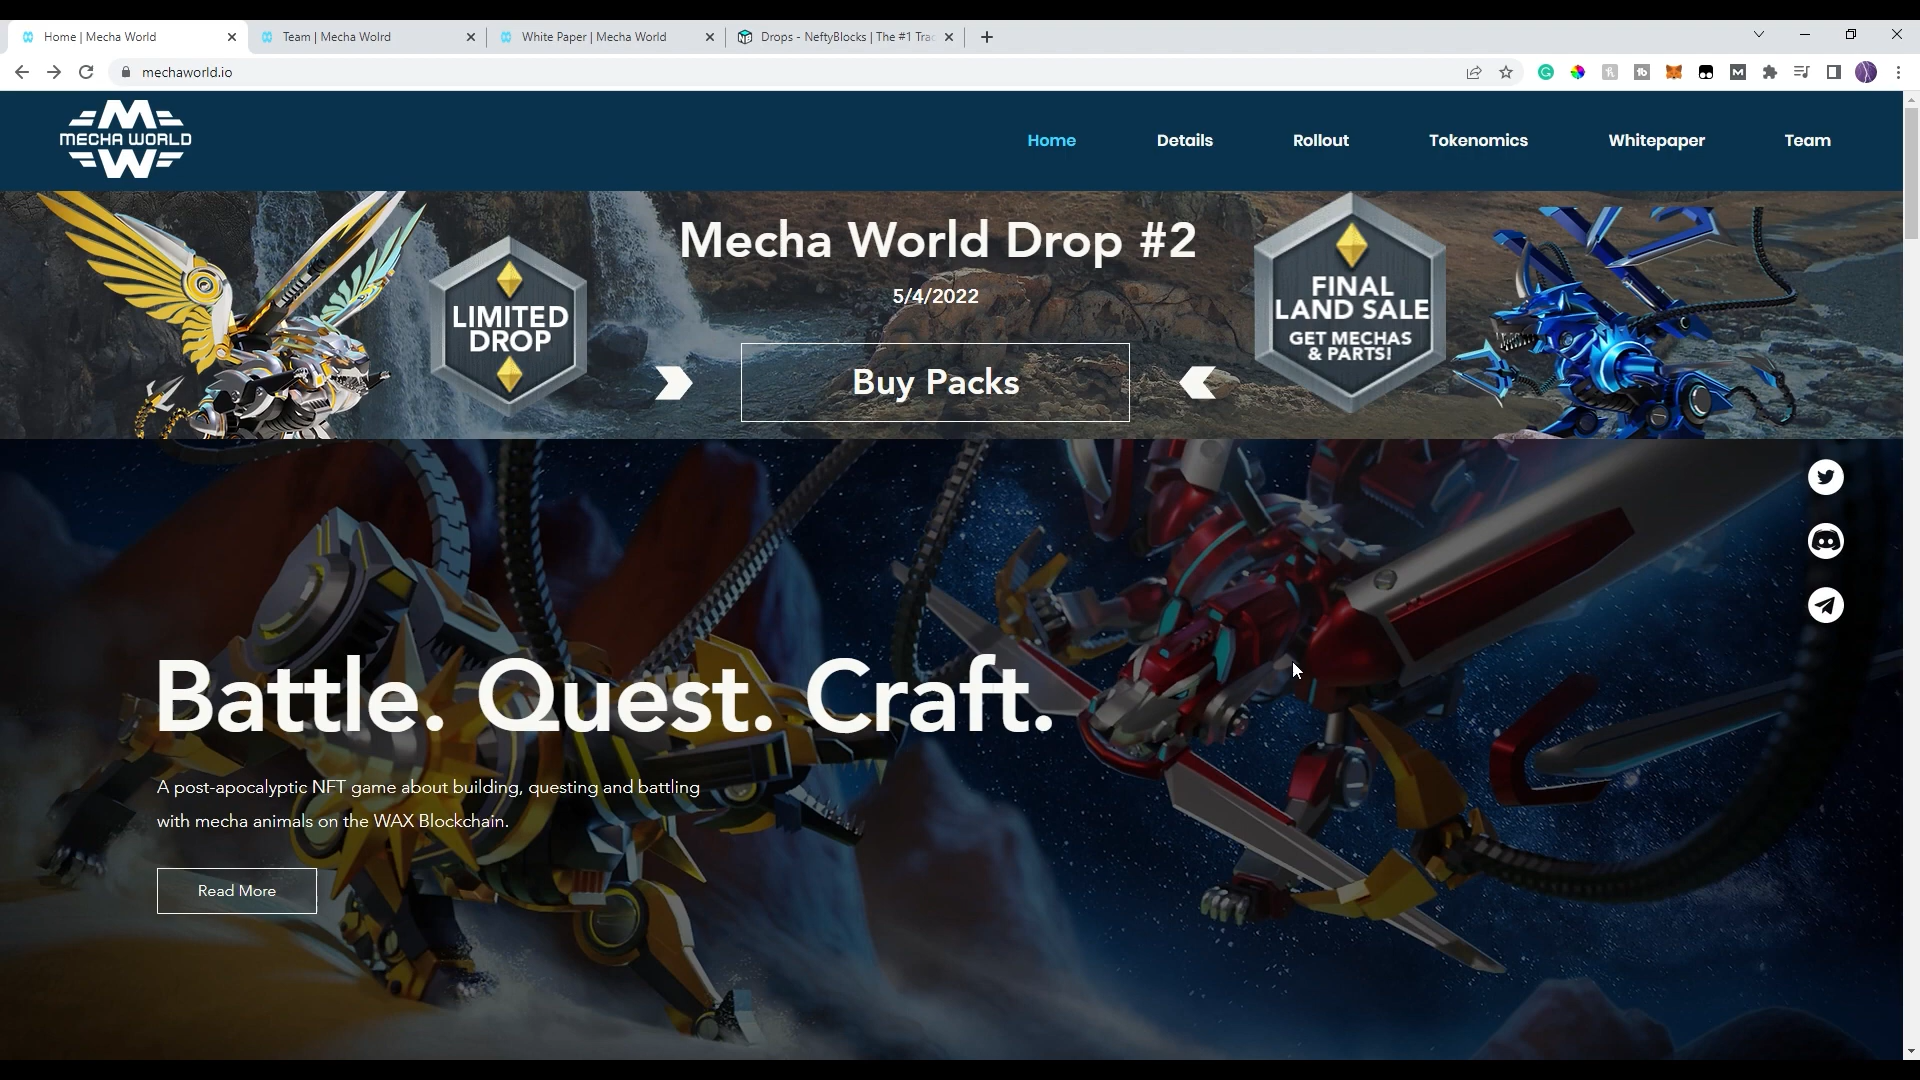 Home | Mecha World
Team | Mecha Wolrd
White Paper | Mecha World
Drops - NeftyBlocks | The #1 Trac
mechaworld.io
MECHA WORLD
Home
Details
Rollout
Tokenomics
Whitepaper
Team
LIMITED
DROP
Mecha World Drop #2
5/4/2022
Buy Packs
FINAL
LAND SALE
GET MECHAS
& PARTS!
Battle. Quest. Craft.
A post-apocalyptic NFT game about building, questing and battling
with mecha animals on the WAX Blockchain.
Read More